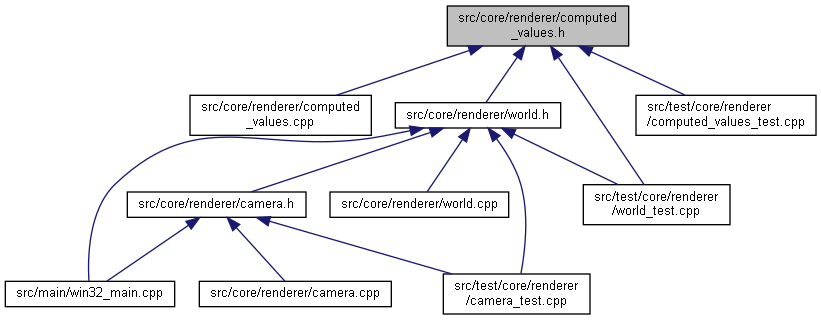 src/core/renderer/computed
_values.h
src/core/renderer/computed
_values.cpp
src/core/renderer/world.h
src/test/core/renderer
/computed_values_test.cpp
src/core/renderer/camera.h
src/core/renderer/world.cpp
src/test/core/renderer
/world_test.cpp
src/main/win32_main.cpp
src/core/renderer/camera.cpp
src/test/core/renderer
/camera_test.cpp